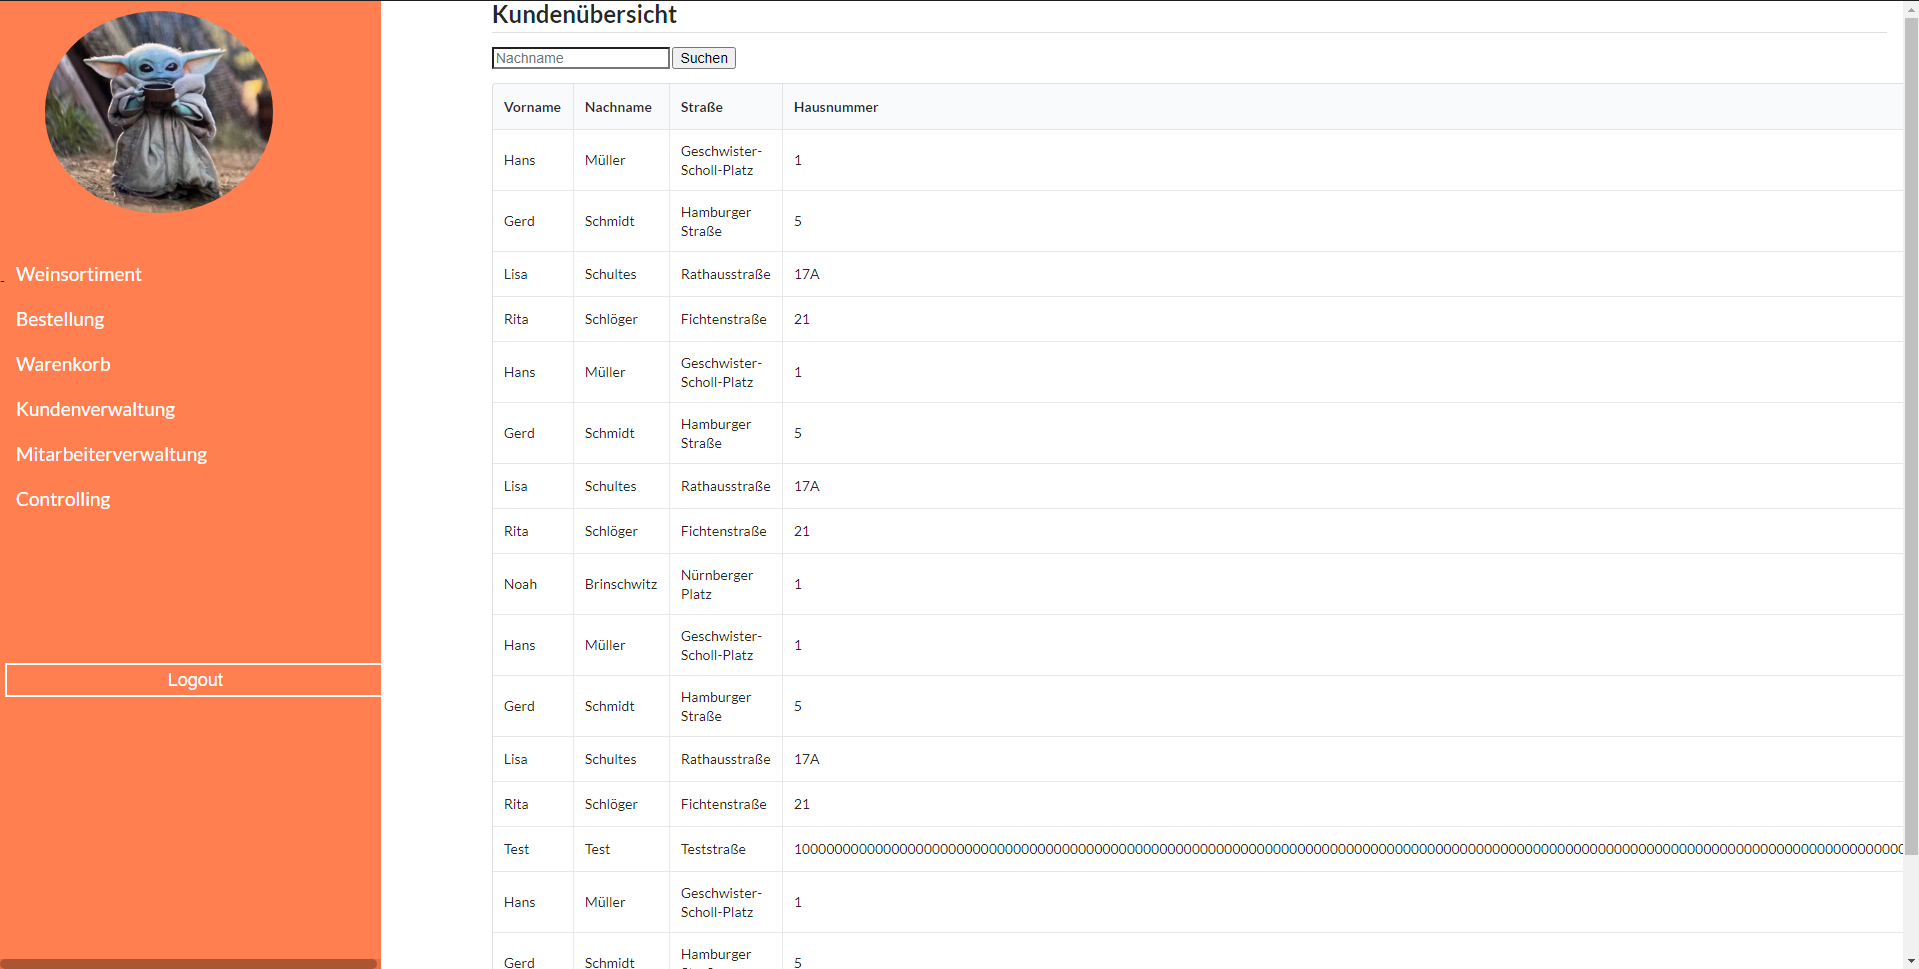 Weinsortiment
Bestellung
Warenkorb
Kundenverwaltung
Mitarbeiterverwaltung
Controlling
Logout
Kundenübersicht
Nachname Suchen
Vorname Nachname Straße Hausnummer
Hans Müller Geschwister-
Scholl-Platz 1
Gerd Schmidt Hamburger
Straße 5
Lisa Schultes Rathausstraße 17A
Rita Schlöger Fichtenstraße 21
Hans Müller Geschwister-
Scholl-Platz 1
Gerd Schmidt Hamburger
Straße 5
Lisa Schultes Rathausstraße 17A
Rita Schlöger Fichtenstraße 21
Noah Brinschwitz Nürnberger
Platz 1
Hans Müller Geschwister-
Scholl-Platz 1
Gerd Schmidt Hamburger
Straße 5
Lisa Schultes Rathausstraße 17A
Rita Schlöger Fichtenstraße 21
Test Test Teststraße
Hans Müller Geschwister-
Scholl-Platz 1
Gerd Schmidt Hamburger 5